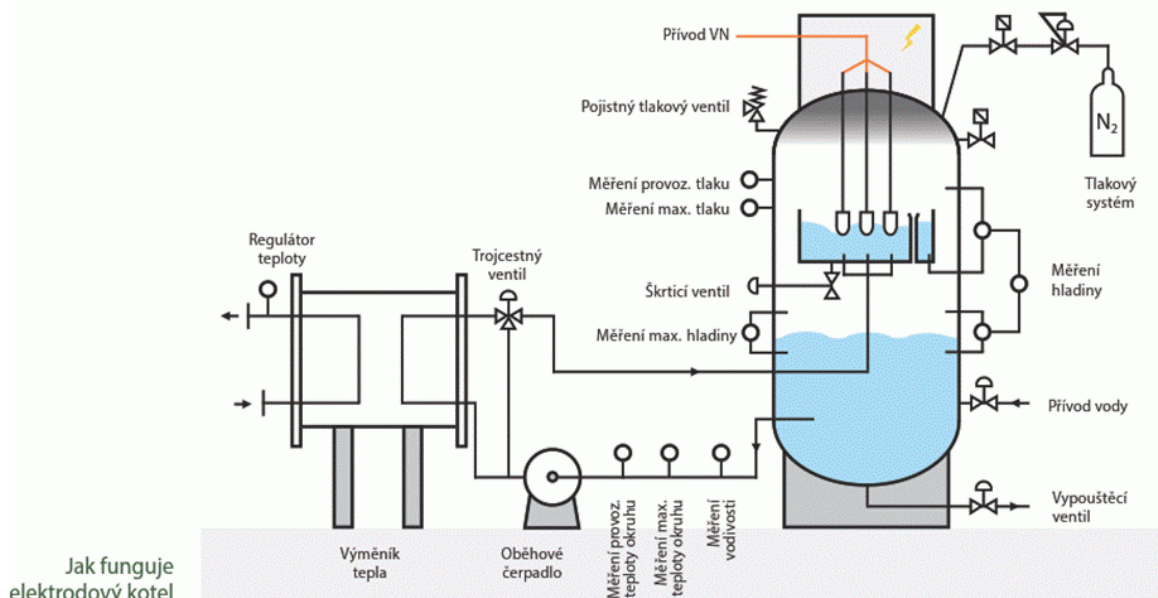 Přívod VN
Pojistný tlakový ventil
N2
Tlakový
systém
Měření provoz. tlaku
Měření max. tlaku
Regulátor
teploty
Trojcestný
ventil
Škrticí ventil
Měření
hladiny
Měření max. hladiny
Přívod vody
Vypouštěcí
ventil
Výměník
tepla
Oběhové
čerpadlo
Měření provoz.
teploty okruhu
Měření max.
teploty okruhu
Měření
vodivosti
Jak funguje
elektrodový kotel